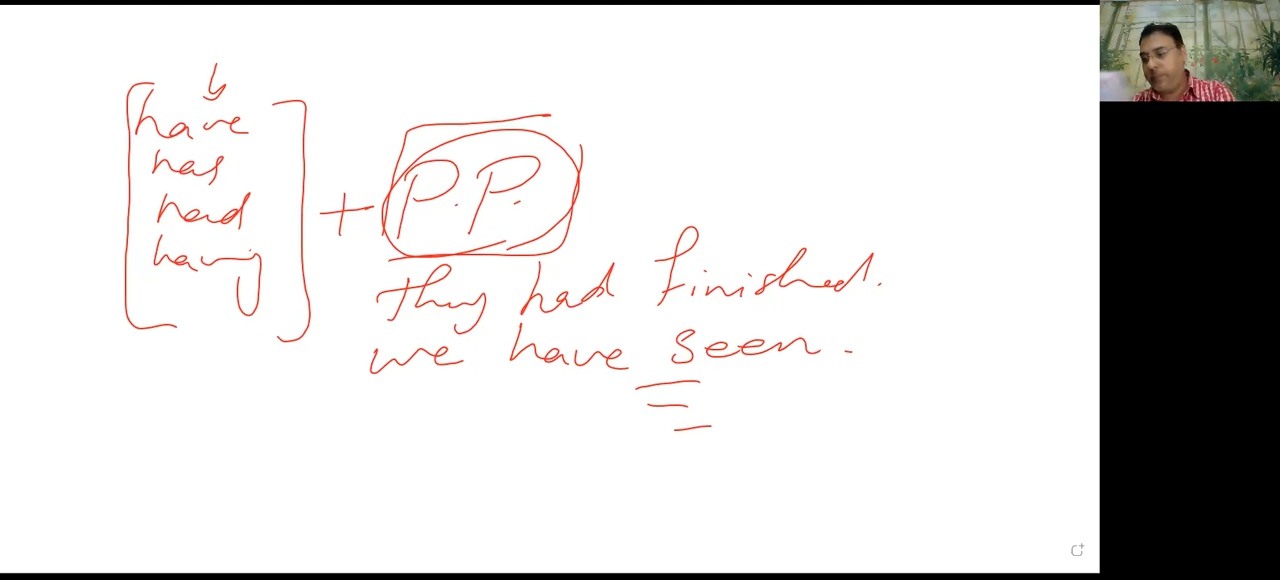 have
has
had
having
+ P.P.
They had finished.
we have seen.